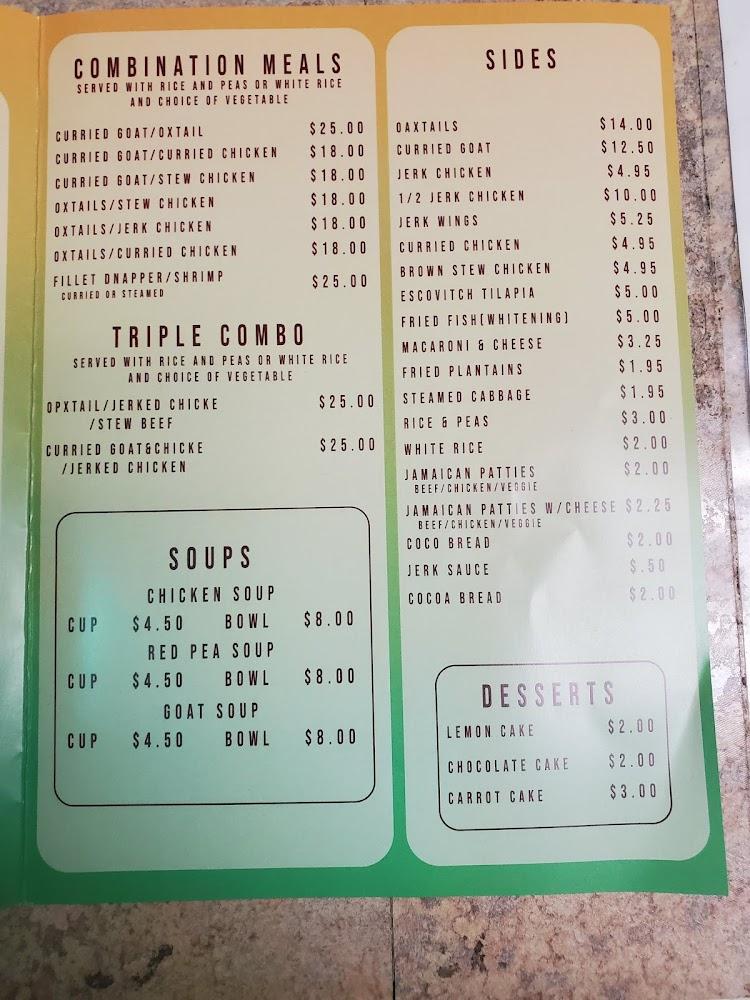 COMBINATION MEALS
SERVED WITH RICE AND PEAS OR WHITE RICE
AND CHOICE OF VEGETABLE
CURRIED GOAT/OXTAIL $25.00
CURRIED GOAT/CURRIED CHICKEN $18.00
CURRIED GOAT/STEW CHICKEN $18.00
OXTAILS/STEW CHICKEN $18.00
OXTAILS/JERK CHICKEN $18.00
OXTAILS/CURRIED CHICKEN $18.00
FILLET DNAPPER/SHRIMP $25.00
CURRIED OR STEAMED
TRIPLE COMBO
SERVED WITH RICE AND PEAS OR WHITE RICE
AND CHOICE OF VEGETABLE
OPXTAIL/JERKED CHICKE $25.00
/STEW BEEF
CURRIED GOAT&CHICKE $25.00
/JERKED CHICKEN
SOUPS
CHICKEN SOUP
CUP $4.50 BOWL $8.00
RED PEA SOUP
CUP $4.50 BOWL $8.00
GOAT SOUP
CUP $4.50 BOWL $8.00
SIDES
OAXTAILS $14.00
CURRIED GOAT $12.50
JERK CHICKEN $4.95
1/2 JERK CHICKEN $10.00
JERK WINGS $5.25
CURRIED CHICKEN $4.95
BROWN STEW CHICKEN $4.95
ESCOVITCH TILAPIA $5.00
FRIED FISH(WHITENING) $5.00
MACARONI & CHEESE $3.25
FRIED PLANTAINS $1.95
STEAMED CABBAGE $1.95
RICE & PEAS $3.00
WHITE RICE $2.00
JAMAICAN PATTIES $2.00
BEEF/CHICKEN/VEGGIE
JAMAICAN PATTIES W/CHEESE $2.25
BEEF/CHICKEN/VEGGIE
COCO BREAD $2.00
JERK SAUCE $.50
COCOA BREAD $2.00
DESSERTS
LEMON CAKE $2.00
CHOCOLATE CAKE $2.00
CARROT CAKE $3.00